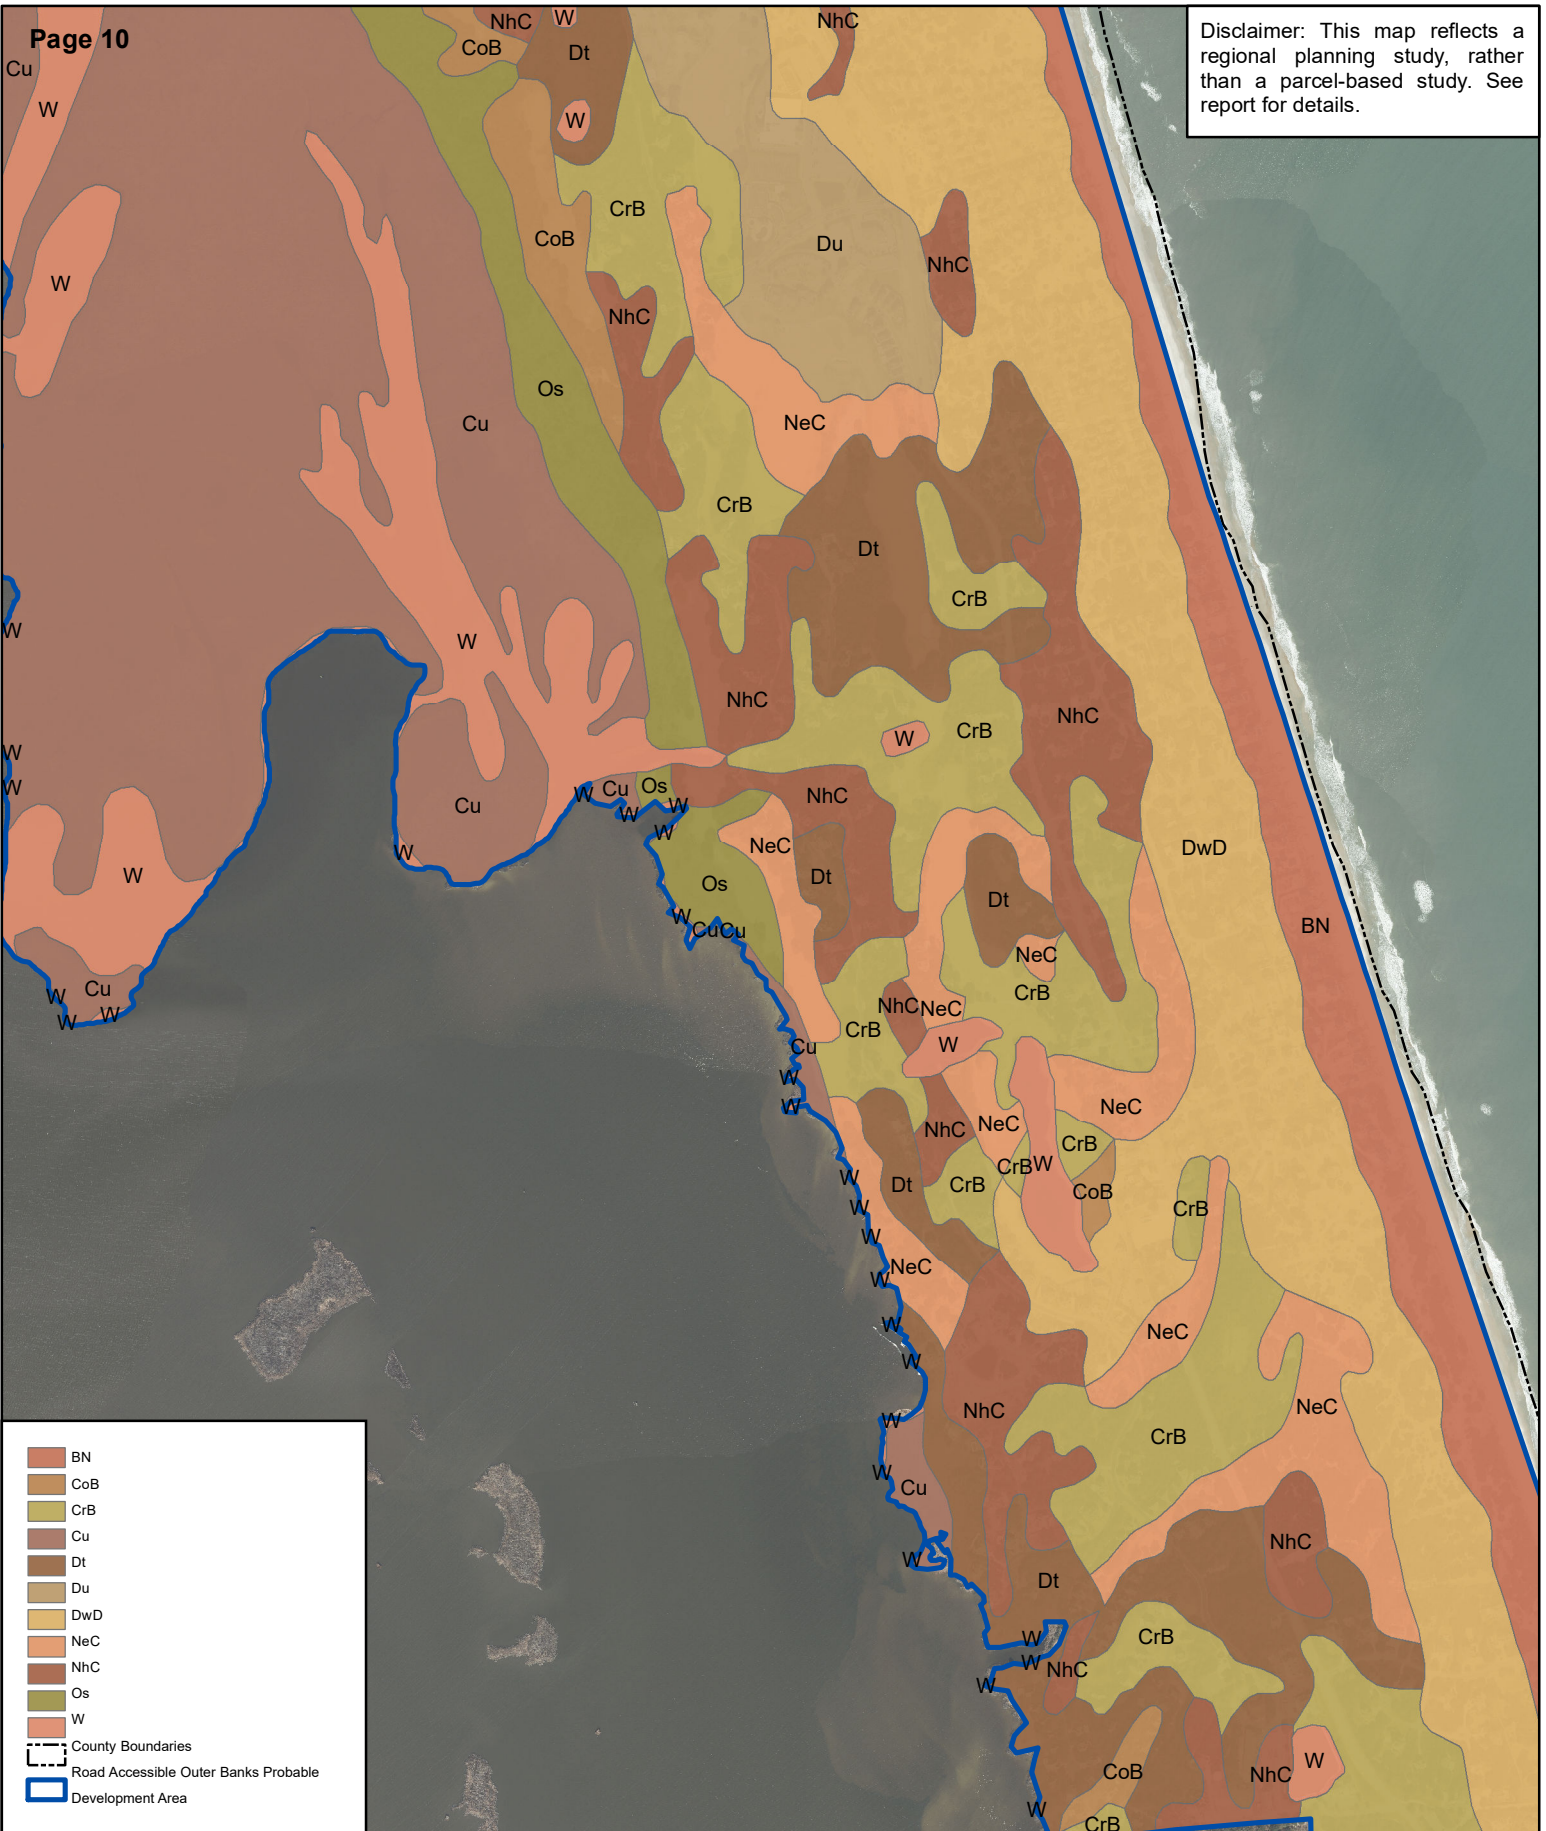 Page 10
Disclaimer: This map reflects a
regional planning study, rather
than a parcel-based study. See
report for details.
NhC
W
NhC
CoB
Dt
Cu
W
W
CrB
CoB
Du
NhC
W
NhC
Os
Cu
NeC
CrB
Dt
CrB
W
W
NhC
NhC
CrB
W
W
W
Cu
W
Cu
Os
W
W
NhC
W
NeC
DwD
W
W
Dt
Os
Dt
W
CuCu
BN
NeC
Cu
W
CrB
NhC
NeC
W
W
CrB
W
Cu
W
W
NeC
NeC
NhC
CrB
CrB
W
W
Dt
CrB
CoB
W
CrB
W
NeC
W
W
NeC
W
NeC
NhC
W
CrB
W
Cu
NhC
W
Dt
W
CrB
W
NhC
W
W
CoB
NhC
W
CrB
BN
CoB
CrB
Cu
Dt
Du
DwD
NeC
NhC
Os
W
County Boundaries
Road Accessible Outer Banks Probable
Development Area